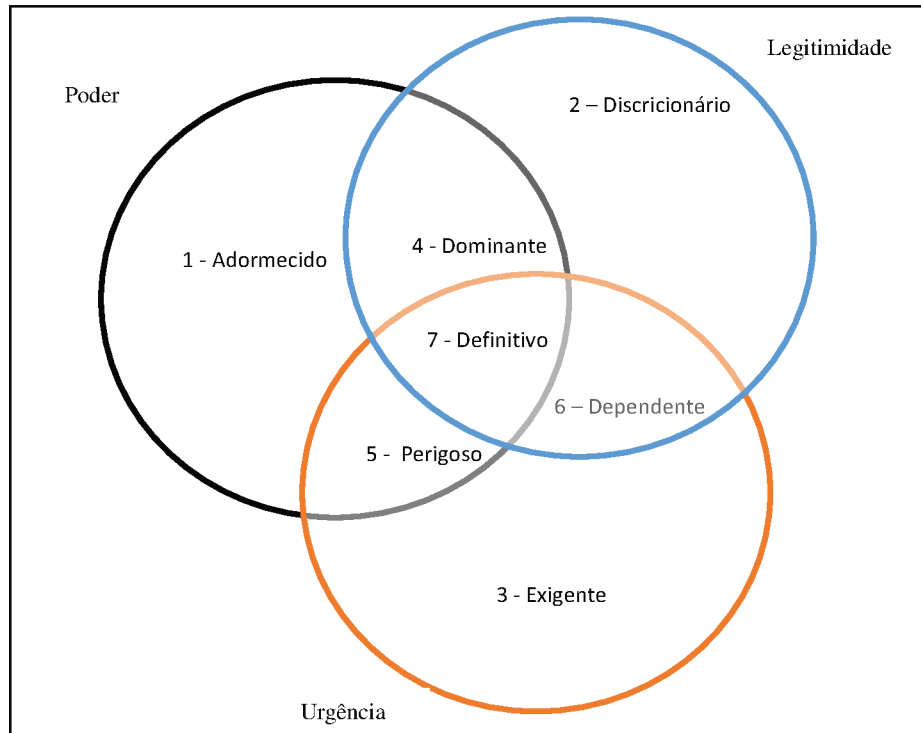 Legitimidade
Poder
2 – Discricionário
1 - Adormecido
4 - Dominante
7 - Definitivo
6 – Dependente
5 - Perigoso
3 - Exigente
Urgência